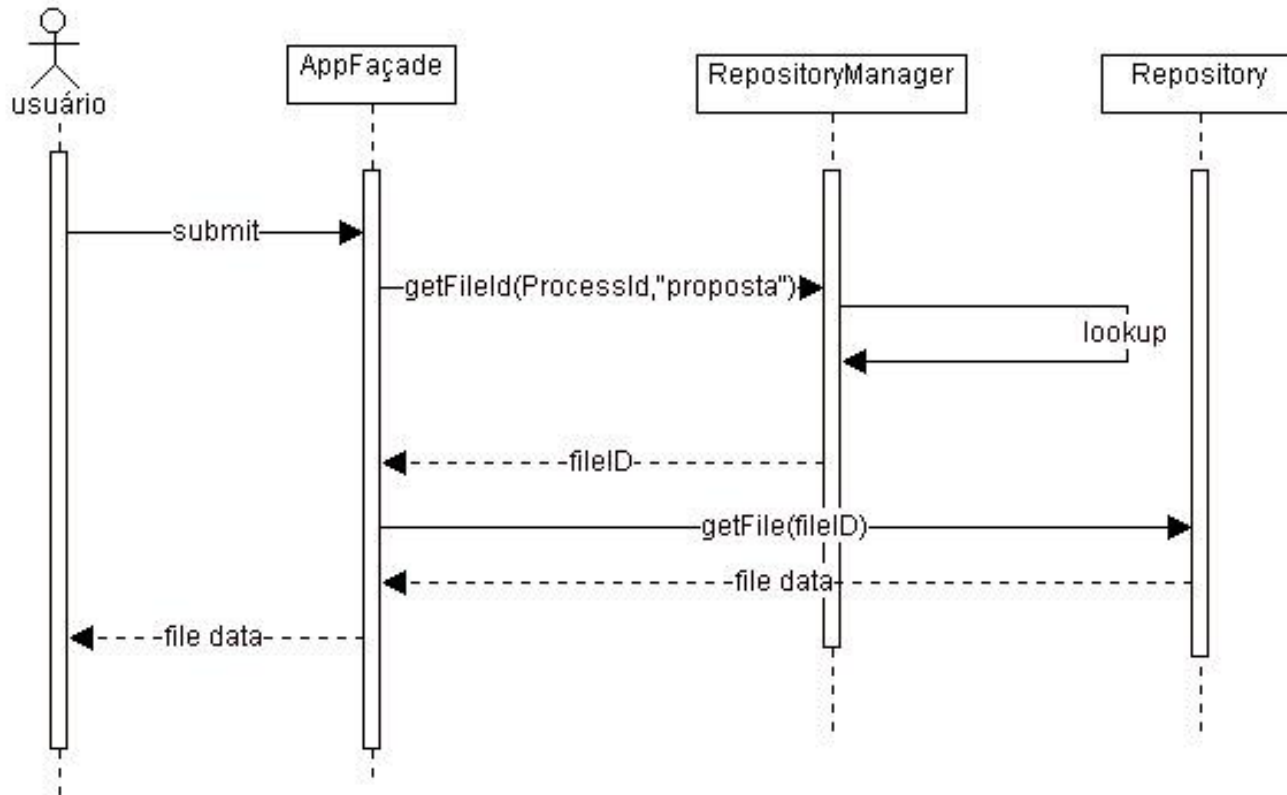 usuário
AppFaçade
RepositoryManager
Repository
submit
getFileId(ProcessId,"proposta")
lookup
fileID
getFile(fileID)
file data
file data